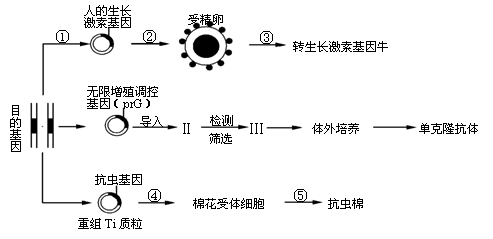 人的生长
激素基因
受精卵
①
②
③
转生长激素基因牛
目的基因
无限增殖调控
基因（prG）
导入
II
检测
筛选
III
体外培养
单克隆抗体
抗虫基因
重组Ti质粒
④
棉花受体细胞
⑤
抗虫棉